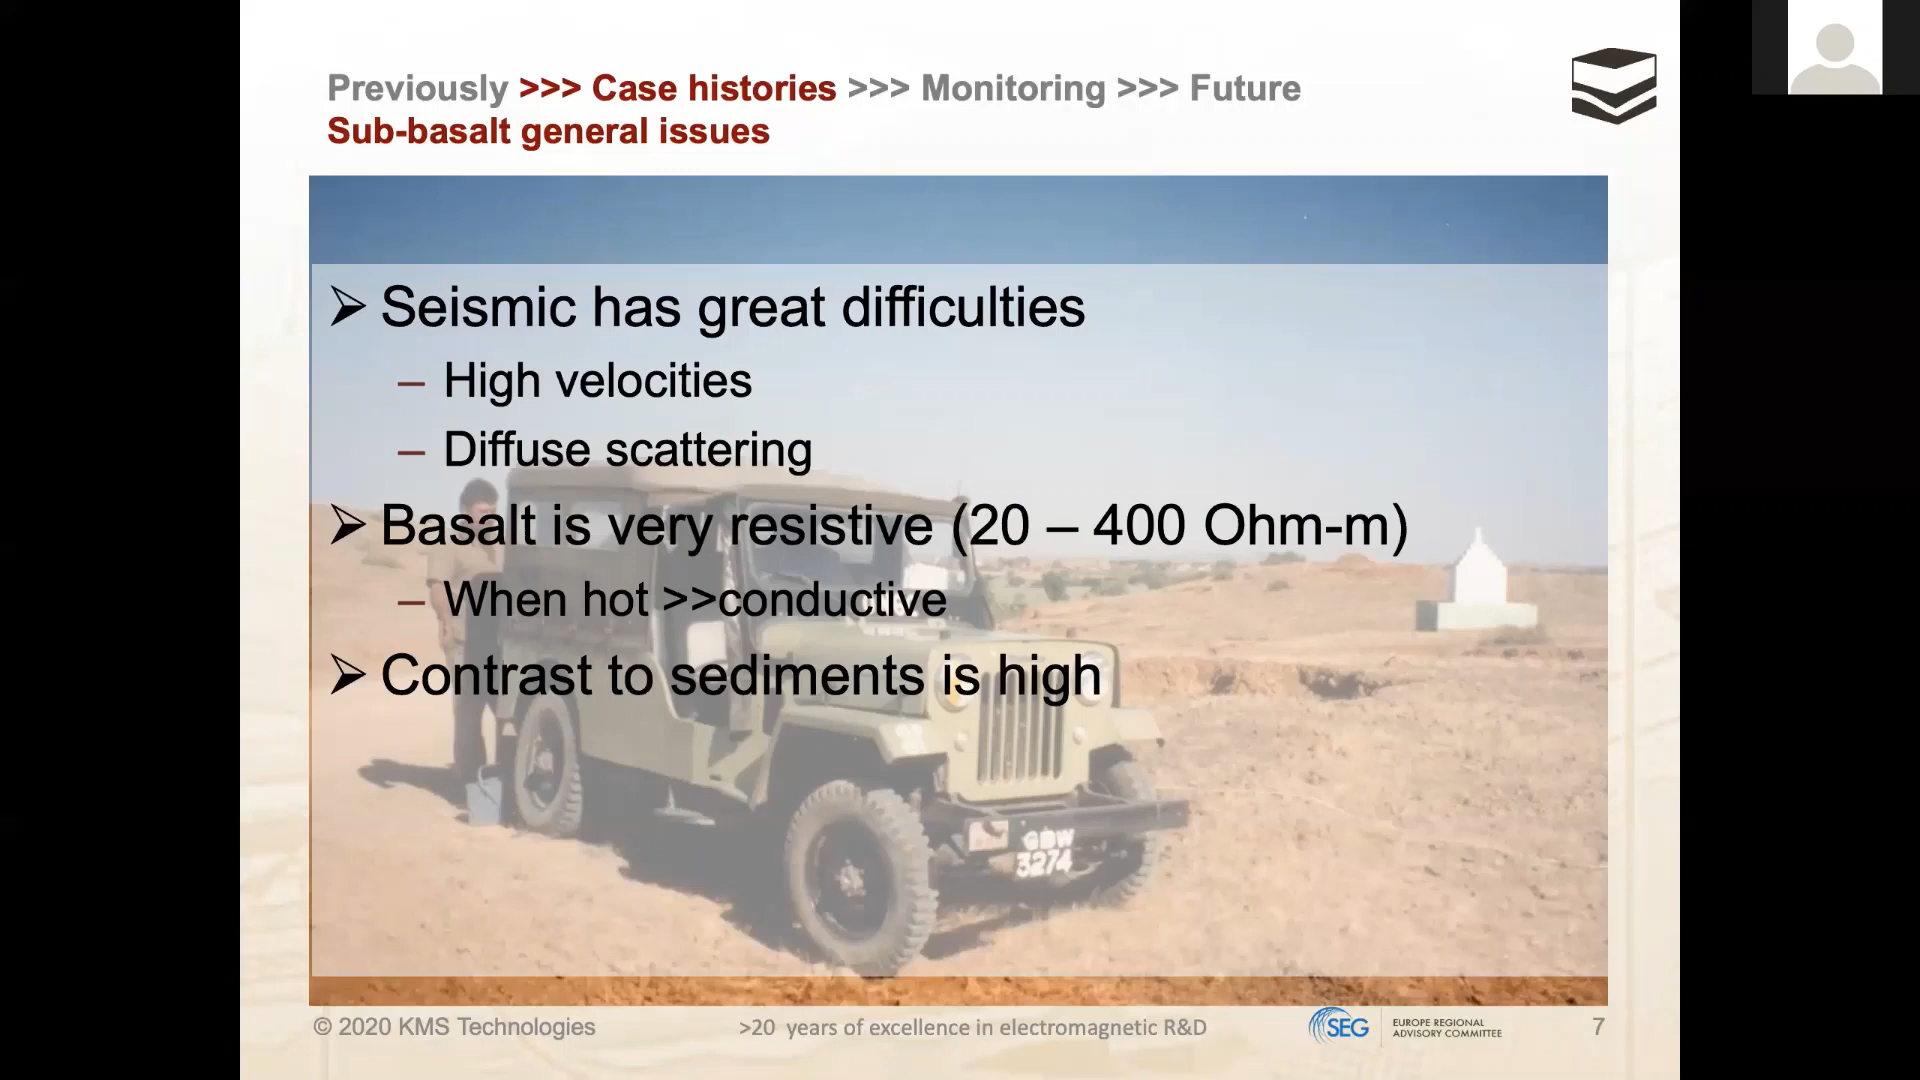 Previously >>> Case histories >>> Monitoring >>> Future
Sub-basalt general issues
➢ Seismic has great difficulties
– High velocities
– Diffuse scattering
➢ Basalt is very resistive (20 – 400 Ohm-m)
– When hot >>conductive
➢ Contrast to sediments is high
GBW
3274
© 2020 KMS Technologies
>20 years of excellence in electromagnetic R&D
SEG
EUROPE REGIONAL
ADVISORY COMMITTEE
7